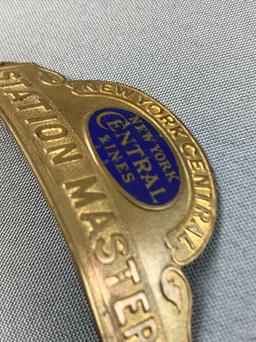 NEW YORK CENTRAL
NEW YORK
CENTRAL
LINES
STATION MASTER